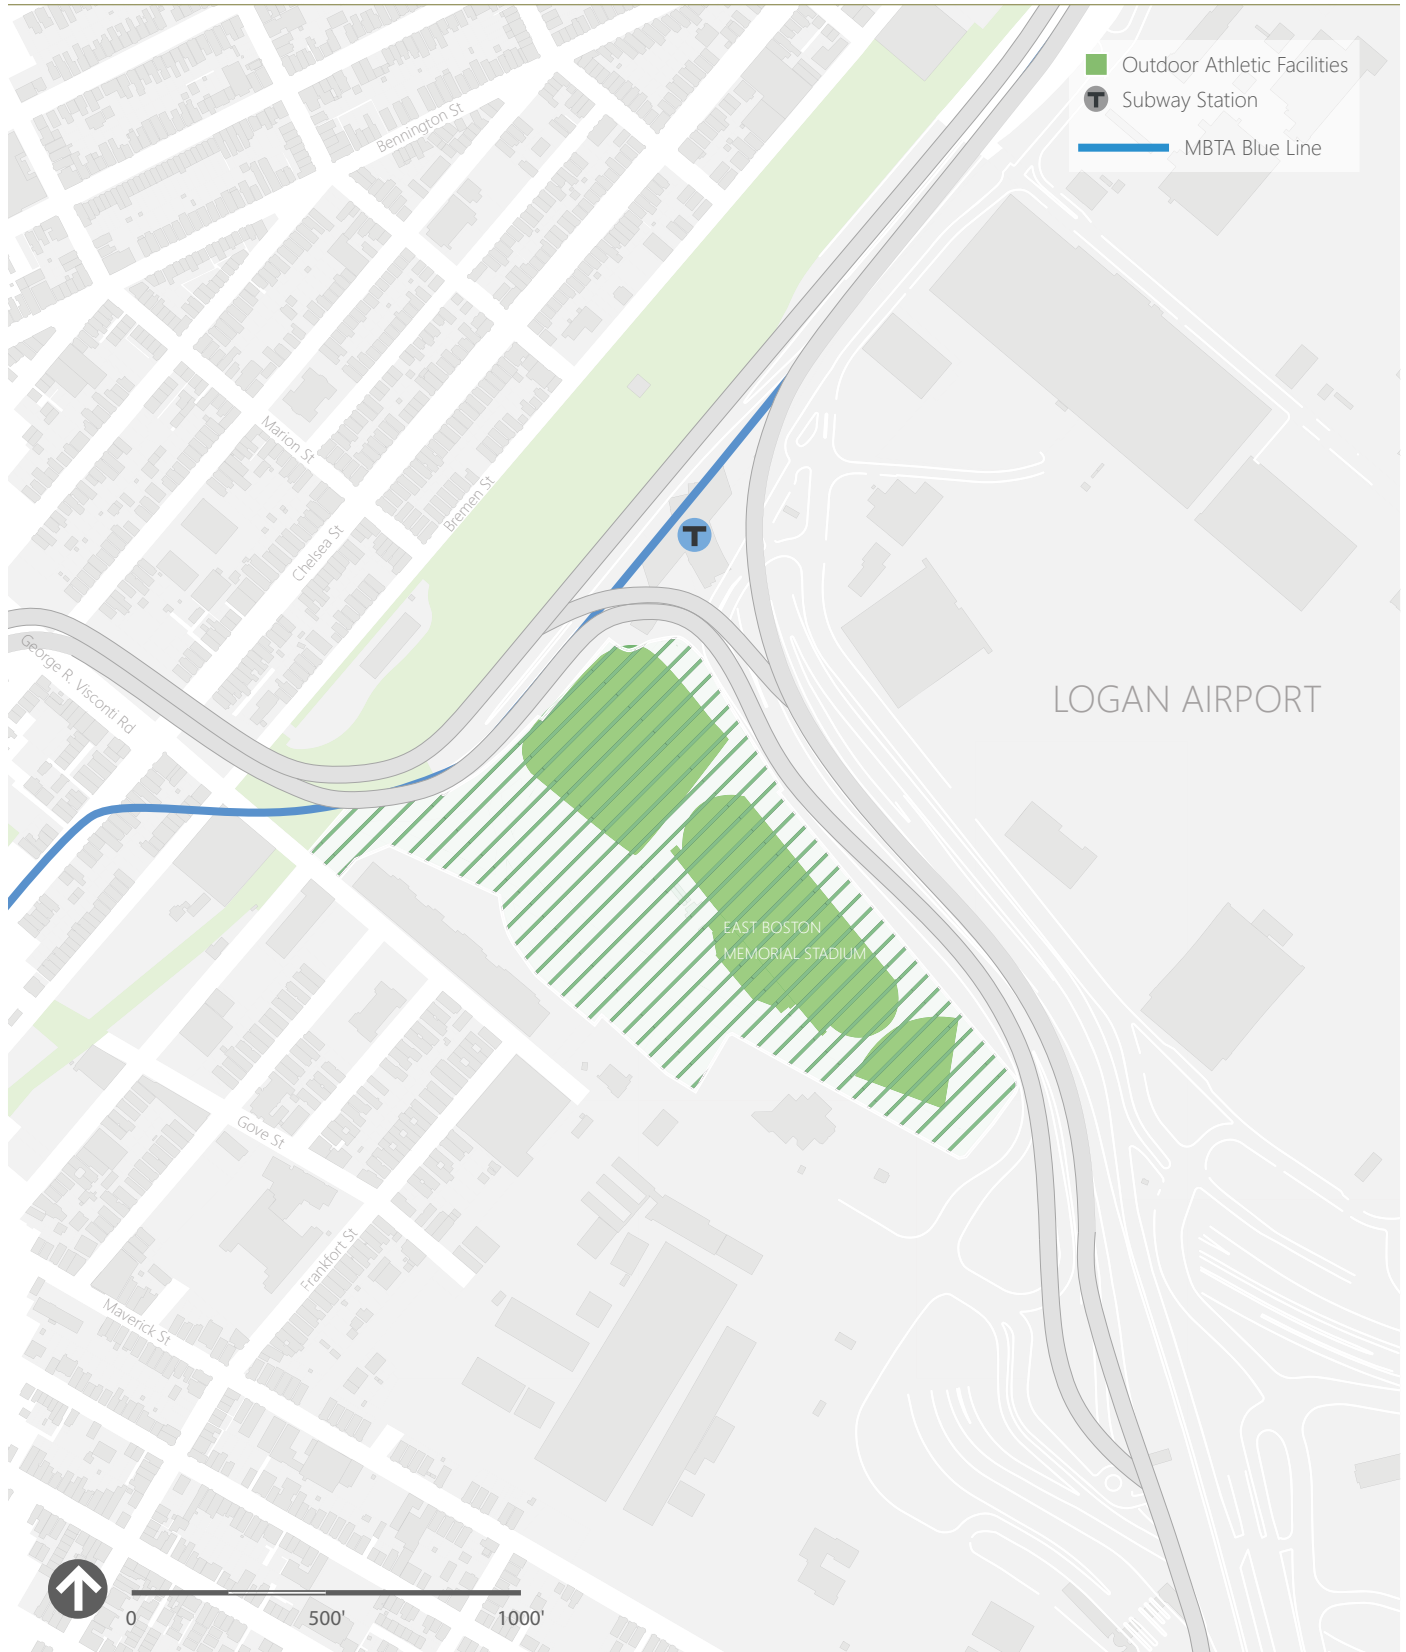 Outdoor Athletic Facilities
T Subway Station
MBTA Blue Line
Bennington St
Marion St
Bremen St
Chelsea St
T
George R. Visconti Rd
LOGAN AIRPORT
EAST BOSTON
MEMORIAL STADIUM
Gove St
Frankfort St
Maverick St
0 500' 1000'